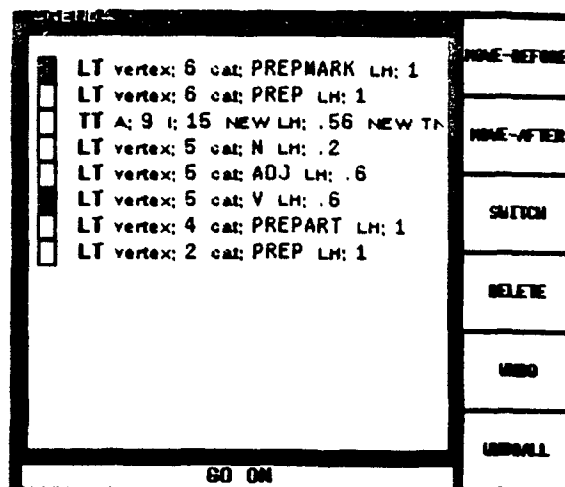 LT vertex; 6 cat; PREPMARK LH; 1
LT vertex; 6 cat; PREP LH; 1
TT A; 9 I; 15 NEW LH; .56 NEW TN
LT vertex; 5 cat; N LH; .2
LT vertex; 5 cat; ADJ LH; .6
LT vertex; 5 cat; V LH; .6
LT vertex; 4 cat; PREPART LH; 1
LT vertex; 2 cat; PREP LH; 1
GO ON
MOVE-BEFORE
MOVE-AFTER
SWITCH
DELETE
UNDO
UNDOALL